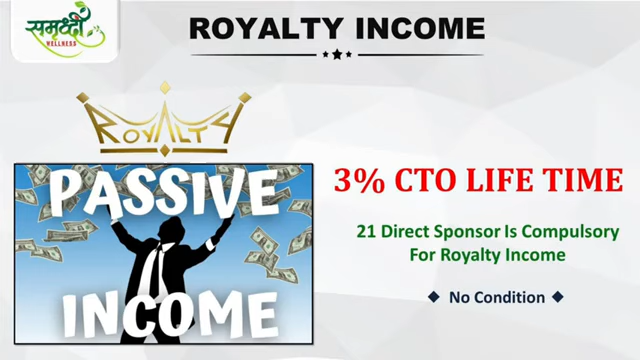 समृध्दी
WELLNESS
ROYALTY INCOME
ROYALTY
PASSIVE
INCOME
3% CTO LIFE TIME
21 Direct Sponsor Is Compulsory
For Royalty Income
No Condition